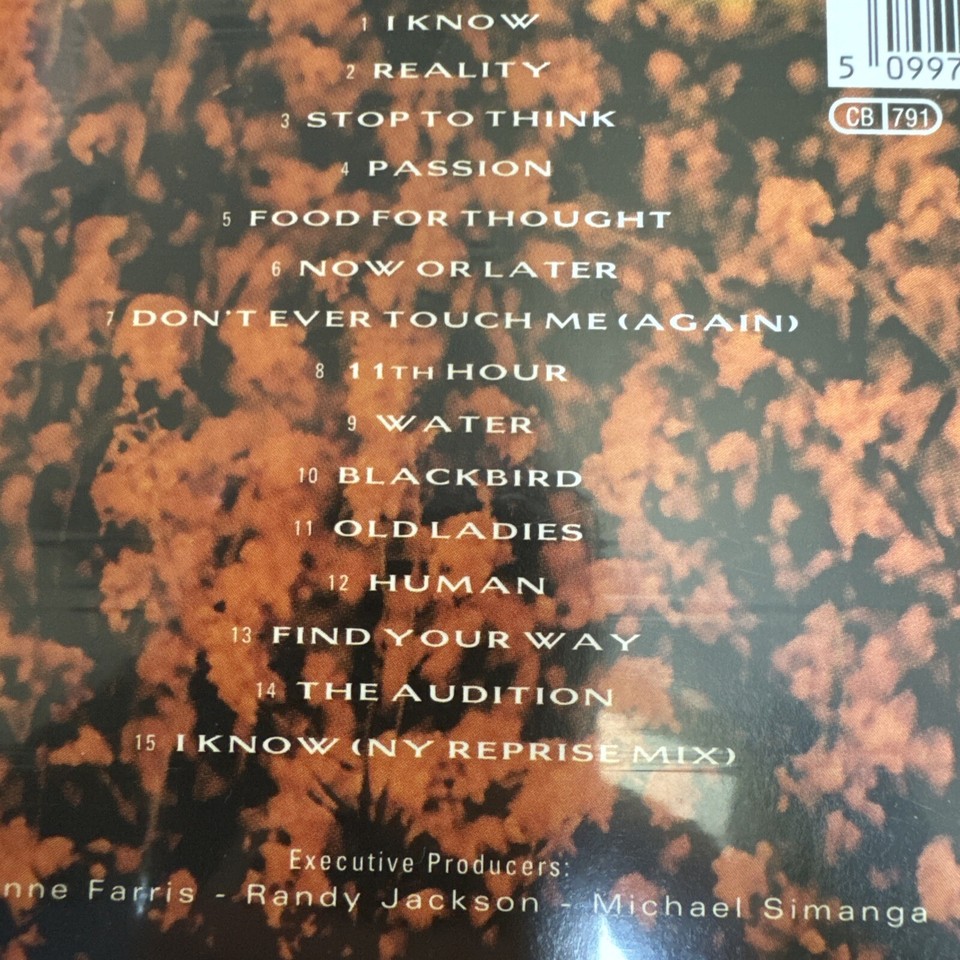 1 I KNOW
5 0997
2 REALITY
CB 791
3 STOP TO THINK
4 PASSION
5 FOOD FOR THOUGHT
6 NOW OR LATER
7 DON'T EVER TOUCH ME (AGAIN)
8 11TH HOUR
9 WATER
10 BLACKBIRD
11 OLD LADIES
12 HUMAN
13 FIND YOUR WAY
14 THE AUDITION
15 I KNOW (NY REPRISE MIX)
Executive Producers:
nne Farris - Randy Jackson - Michael Simanga